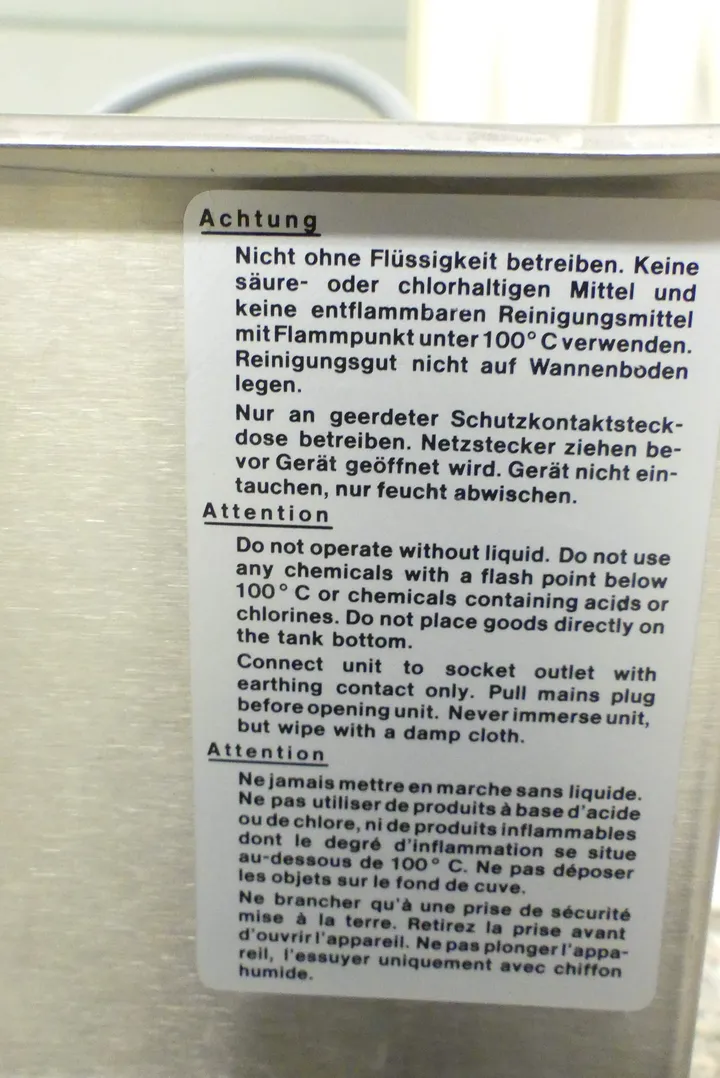 Achtung
Nicht ohne Flüssigkeit betreiben. Keine
säure- oder chlorhaltigen Mittel und
keine entflammbaren Reinigungsmittel
mit Flammpunkt unter 100° C verwenden.
Reinigungsgut nicht auf Wannenboden
legen.
Nur an geerdeter Schutzkontaktsteck-
dose betreiben. Netzstecker ziehen be-
vor Gerät geöffnet wird. Gerät nicht ein-
tauchen, nur feucht abwischen.
Attention
Do not operate without liquid. Do not use
any chemicals with a flash point below
100° C or chemicals containing acids or
chlorines. Do not place goods directly on
the tank bottom.
Connect unit to socket outlet with
earthing contact only. Pull mains plug
before opening unit. Never immerse unit,
but wipe with a damp cloth.
Attention
Ne jamais mettre en marche sans liquide.
Ne pas utiliser de produits à base d'acide
ou de chlore, ni de produits inflammables
dont le degré d'inflammation se situe
au-dessous de 100° C. Ne pas déposer
les objets sur le fond de cuve.
Ne brancher qu'à une prise de sécurité
mise à la terre. Retirez la prise avant
d'ouvrir l'appareil. Ne pas plonger l'appa-
reil, l'essuyer uniquement avec chiffon
humide.